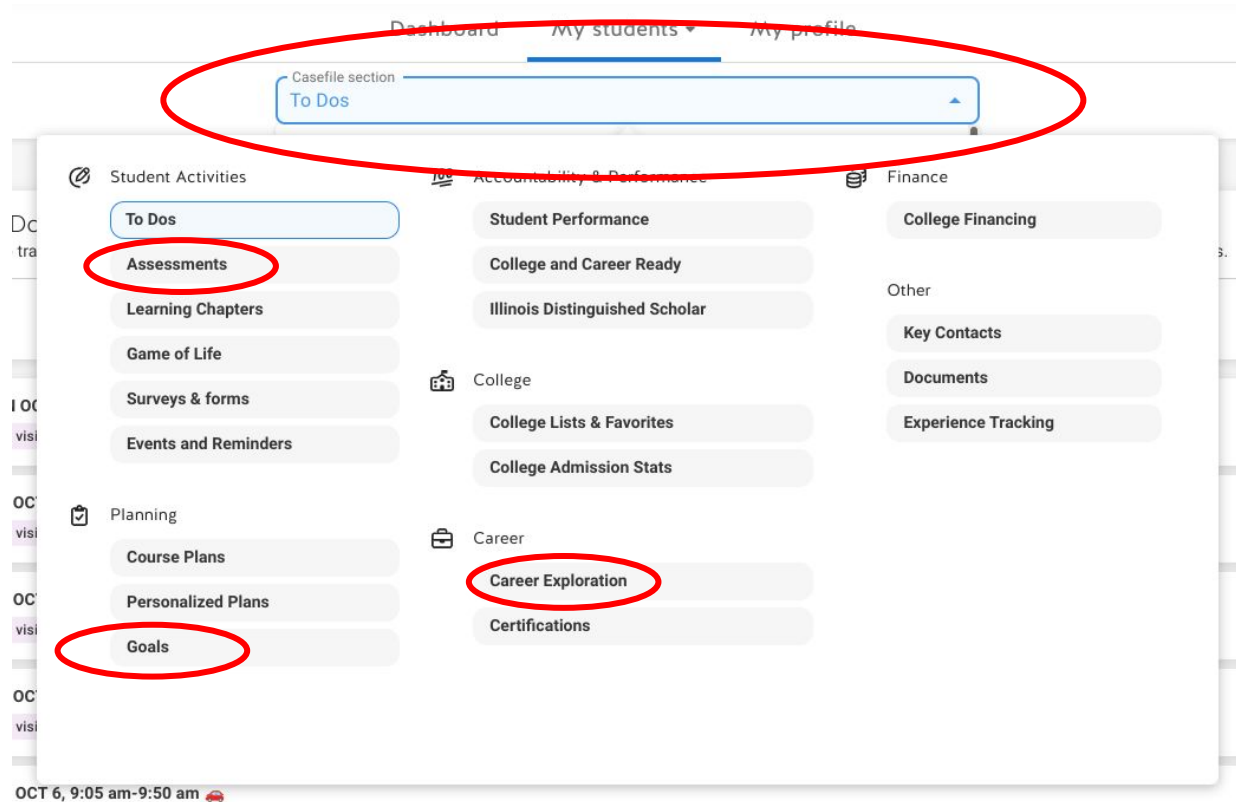 Dashboard My students My profile
Casefile section
To Dos
Student Activities
To Dos
Assessments
Learning Chapters
Game of Life
Surveys & forms
Events and Reminders
Planning
Course Plans
Personalized Plans
Goals
Accountability & Performance
Student Performance
College and Career Ready
Illinois Distinguished Scholar
College
College Lists & Favorites
College Admission Stats
Career
Career Exploration
Certifications
Finance
College Financing
Other
Key Contacts
Documents
Experience Tracking
OCT 6, 9:05 am-9:50 am